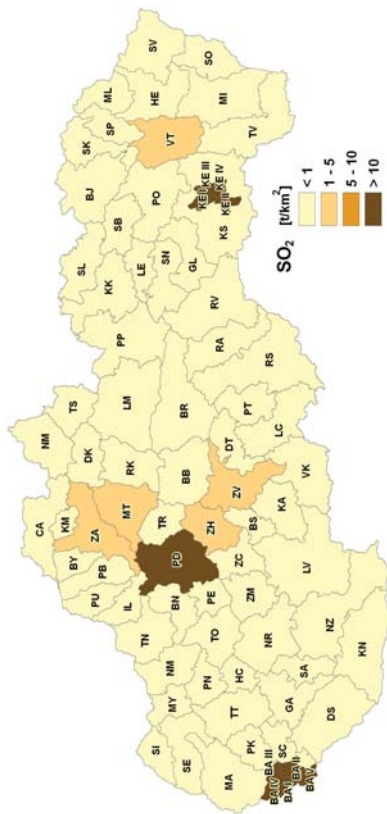 CA
NM
TS
KM
BY
ZA
DK
SL
SK
ML
SV
PU
PB
MT
LM
PP
KK
SB
BJ
SP
IL
RK
LE
HE
SO
TN
TR
PO
VT
SI
NM
BN
PD
BR
SN
MI
MY
BB
GL
KE I
KE III
SE
PN
TO
PE
ZH
RV
KE II
KE IV
TV
KS
TT
HC
ZC
ZV
DT
RA
MA
ZM
BS
PT
RS
PK
NR
KA
LC
GA
SA
VK
LV
BA IV
BA III
SC
BA I
BA II
BA V
DS
NZ
KN
SO₂ [t/km²]
< 1
1 - 5
5 - 10
> 10